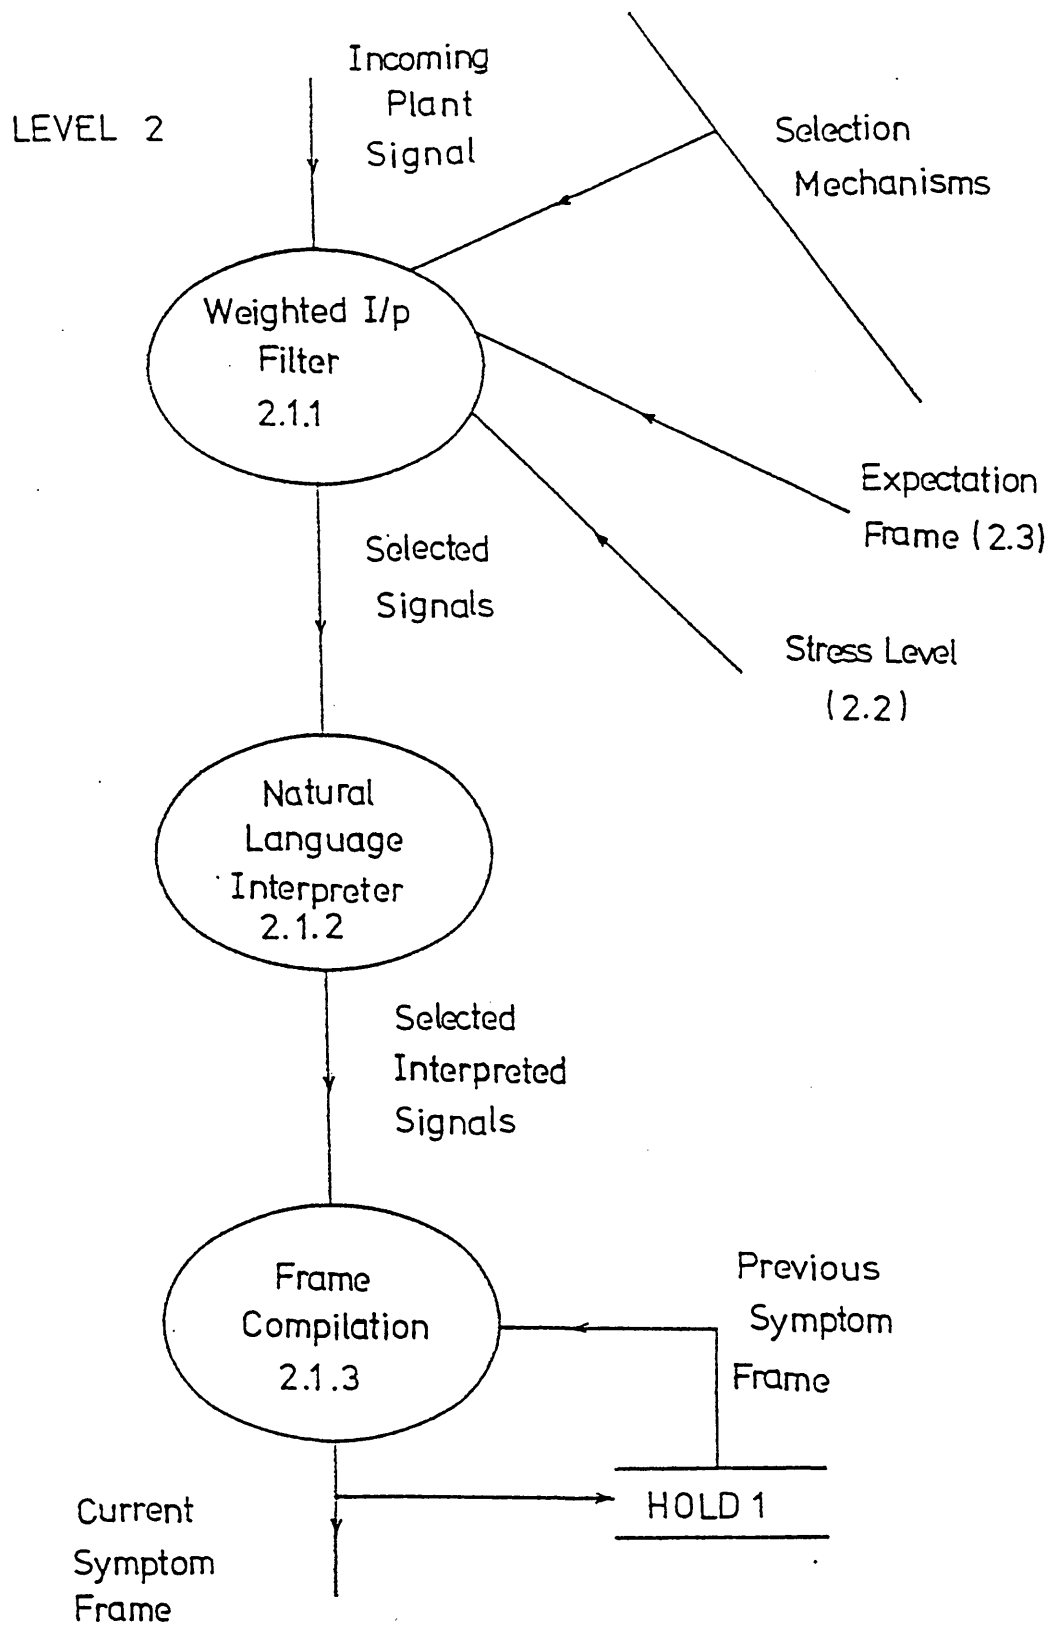 LEVEL 2
Incoming
Plant
Signal
Selection
Mechanisms
Weighted I/p
Filter
2.1.1
Expectation
Frame (2.3)
Selected
Signals
Stress Level
(2.2)
Natural
Language
Interpreter
2.1.2
Selected
Interpreted
Signals
Frame
Compilation
2.1.3
Previous
Symptom
Frame
HOLD 1
Current
Symptom
Frame